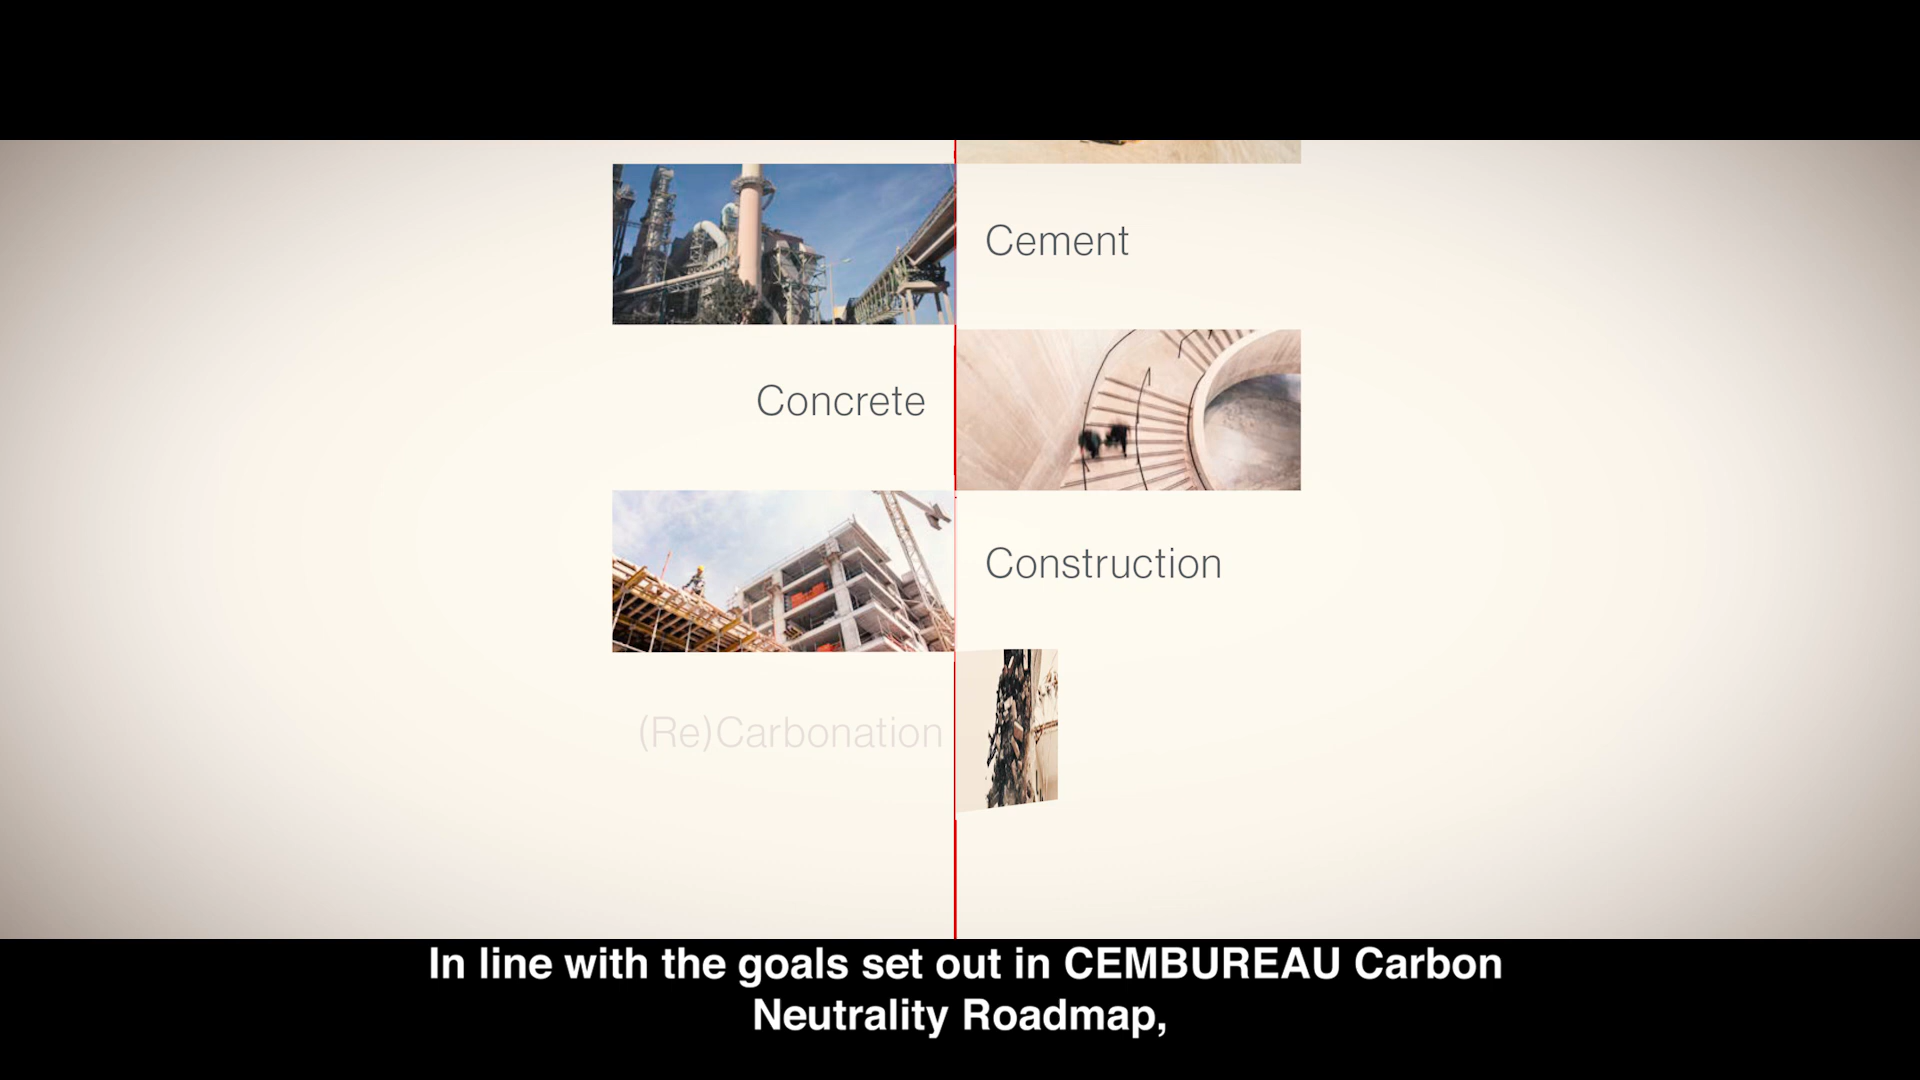 Cement
Concrete
Construction
(Re)Carbonation
In line with the goals set out in CEMBUREAU Carbon
Neutrality Roadmap,